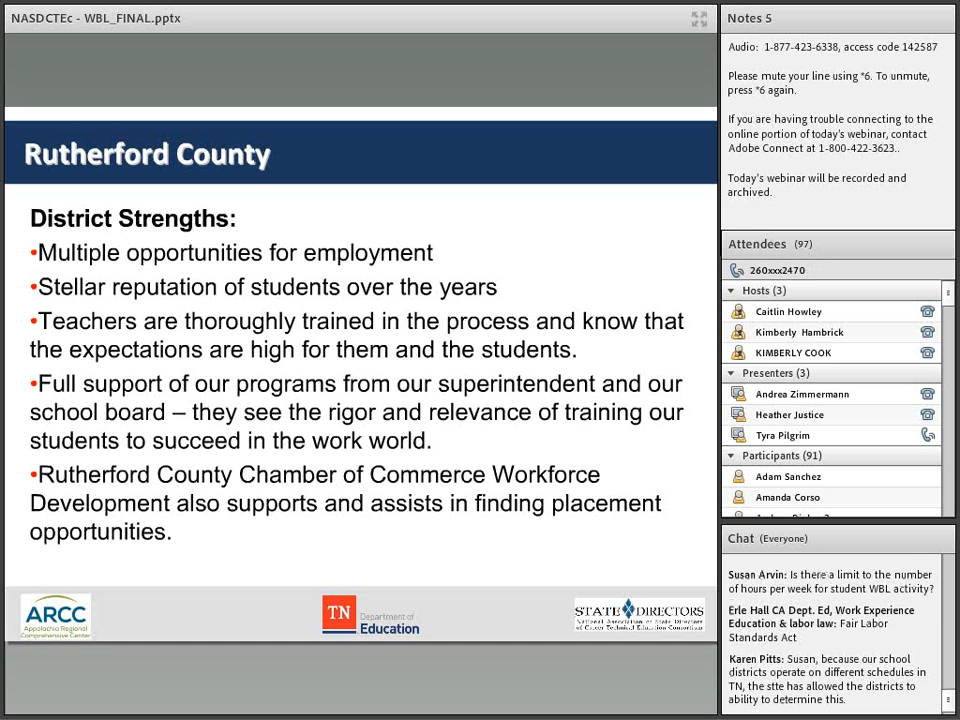 NASDCTEc - WBL_FINAL.pptx
Rutherford County
District Strengths:
•Multiple opportunities for employment
•Stellar reputation of students over the years
•Teachers are thoroughly trained in the process and know that
the expectations are high for them and the students.
•Full support of our programs from our superintendent and our
school board – they see the rigor and relevance of training our
students to succeed in the work world.
•Rutherford County Chamber of Commerce Workforce
Development also supports and assists in finding placement
opportunities.
ARCC
Appalachia Regional
Comprehensive Center
TN
Department of
Education
STATE DIRECTORS
National Association of State Directors
of Career Technical Education Consortium
Notes 5
Audio: 1-877-423-6338, access code 142587
Please mute your line using *6. To unmute,
press *6 again.
If you are having trouble connecting to the
online portion of today's webinar, contact
Adobe Connect at 1-800-422-3623..
Today's webinar will be recorded and
archived.
Attendees (97)
260xxx2470
Hosts (3)
Caitlin Howley
Kimberly Hambrick
KIMBERLY COOK
Presenters (3)
Andrea Zimmermann
Heather Justice
Tyra Pilgrim
Participants (91)
Adam Sanchez
Amanda Corso
Chat (Everyone)
Susan Arvin: Is there a limit to the number
of hours per week for student WBL activity?
Erle Hall CA Dept. Ed, Work Experience
Education & labor law: Fair Labor
Standards Act
Karen Pitts: Susan, because our school
districts operate on different schedules in
TN, the stte has allowed the districts to
ability to determine this.